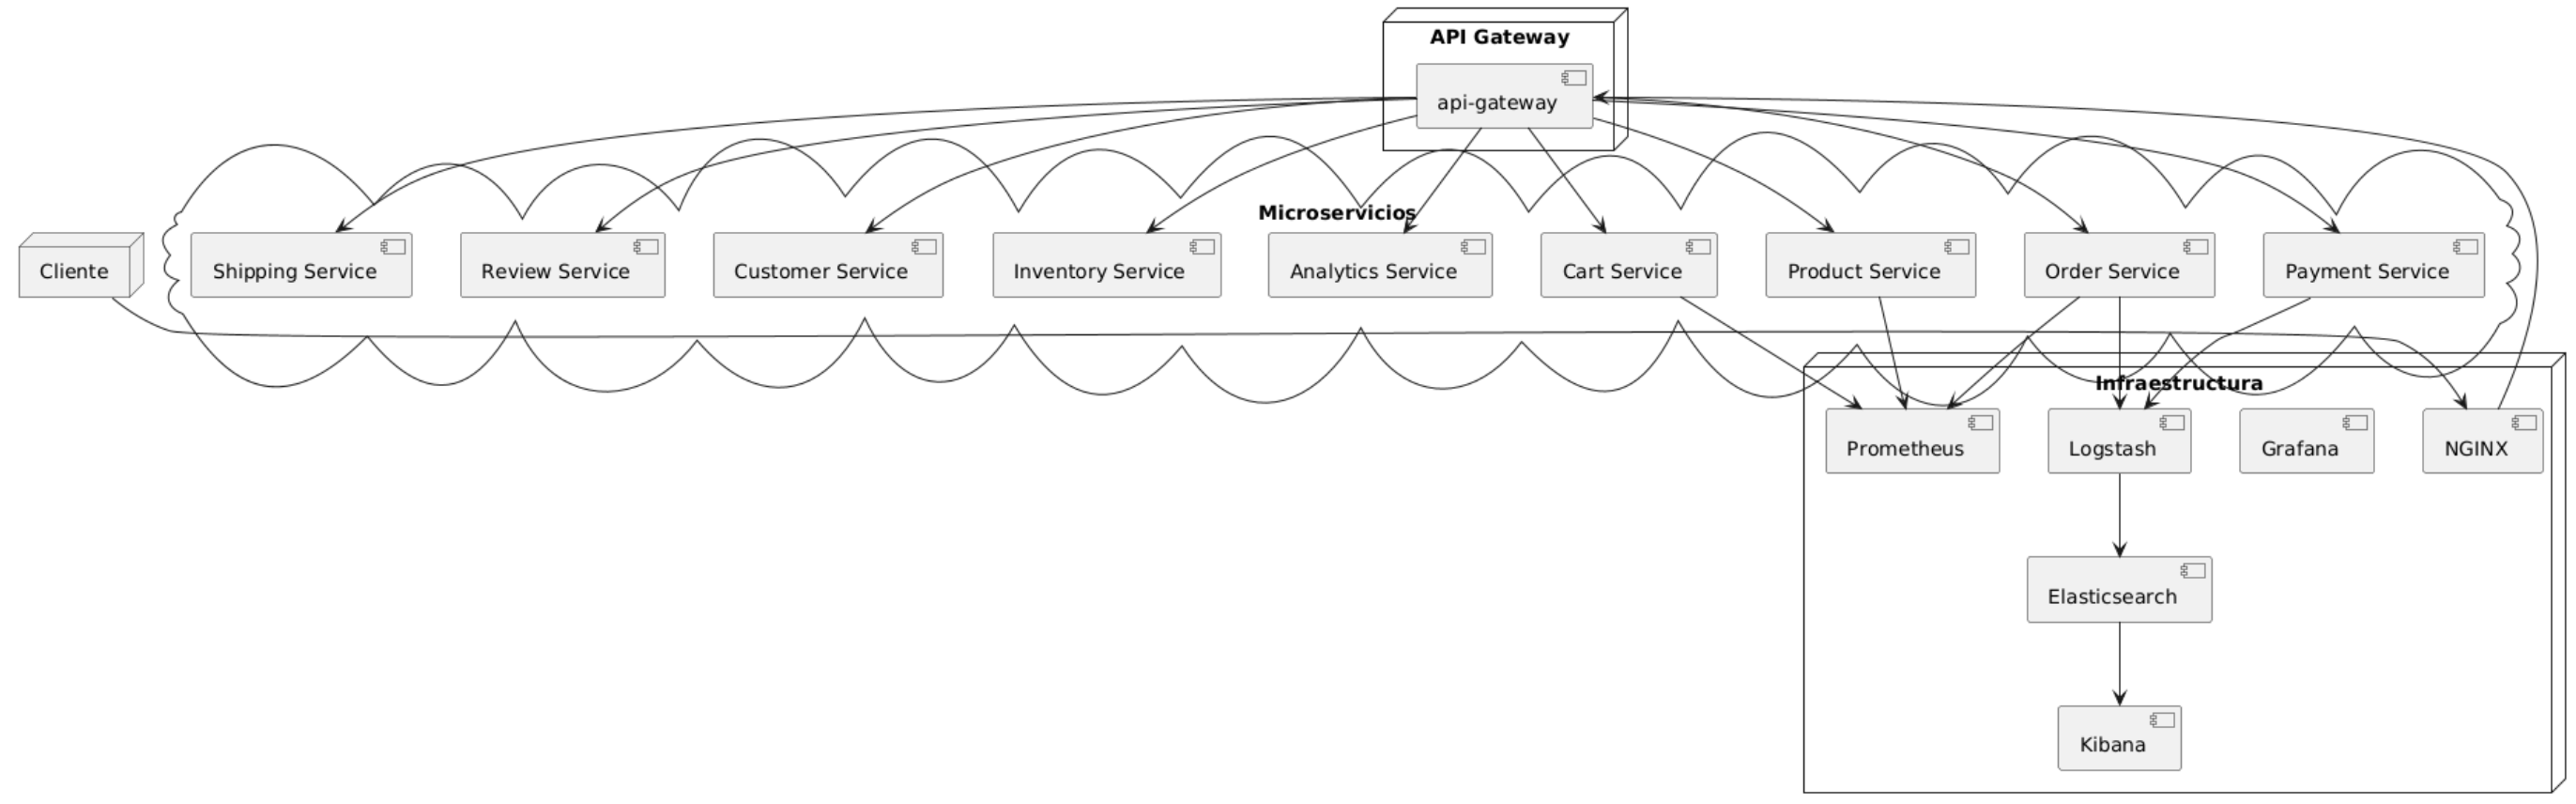 API Gateway
api-gateway
Microservicios
Cliente
Shipping Service
Review Service
Customer Service
Inventory Service
Analytics Service
Cart Service
Product Service
Order Service
Payment Service
Infraestructura
Prometheus
Logstash
Grafana
NGINX
Elasticsearch
Kibana